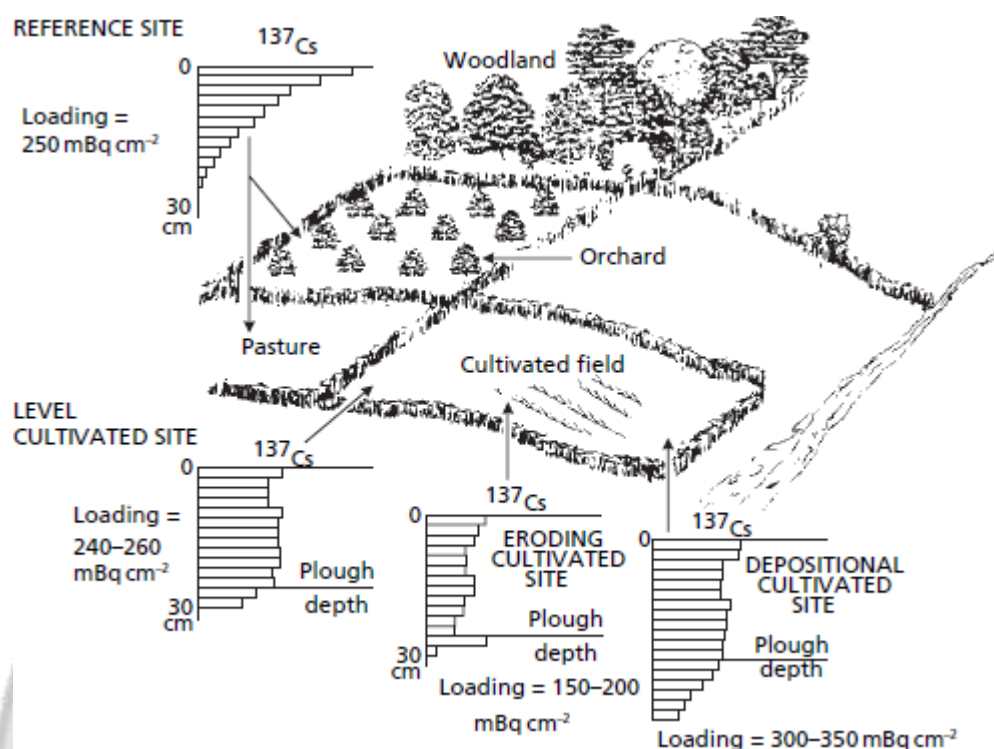 REFERENCE SITE
137Cs
0
Loading =
250 mBq cm–2
30
cm
Woodland
Orchard
Pasture
Cultivated field
LEVEL
CULTIVATED SITE
137Cs
0
Loading =
240–260
mBq cm–2
Plough
depth
30
cm
137Cs
0
ERODING
CULTIVATED
SITE
Plough
depth
30
cm
Loading = 150–200
mBq cm–2
137Cs
0
DEPOSITIONAL
CULTIVATED
SITE
Plough
depth
Loading = 300–350 mBq cm–2